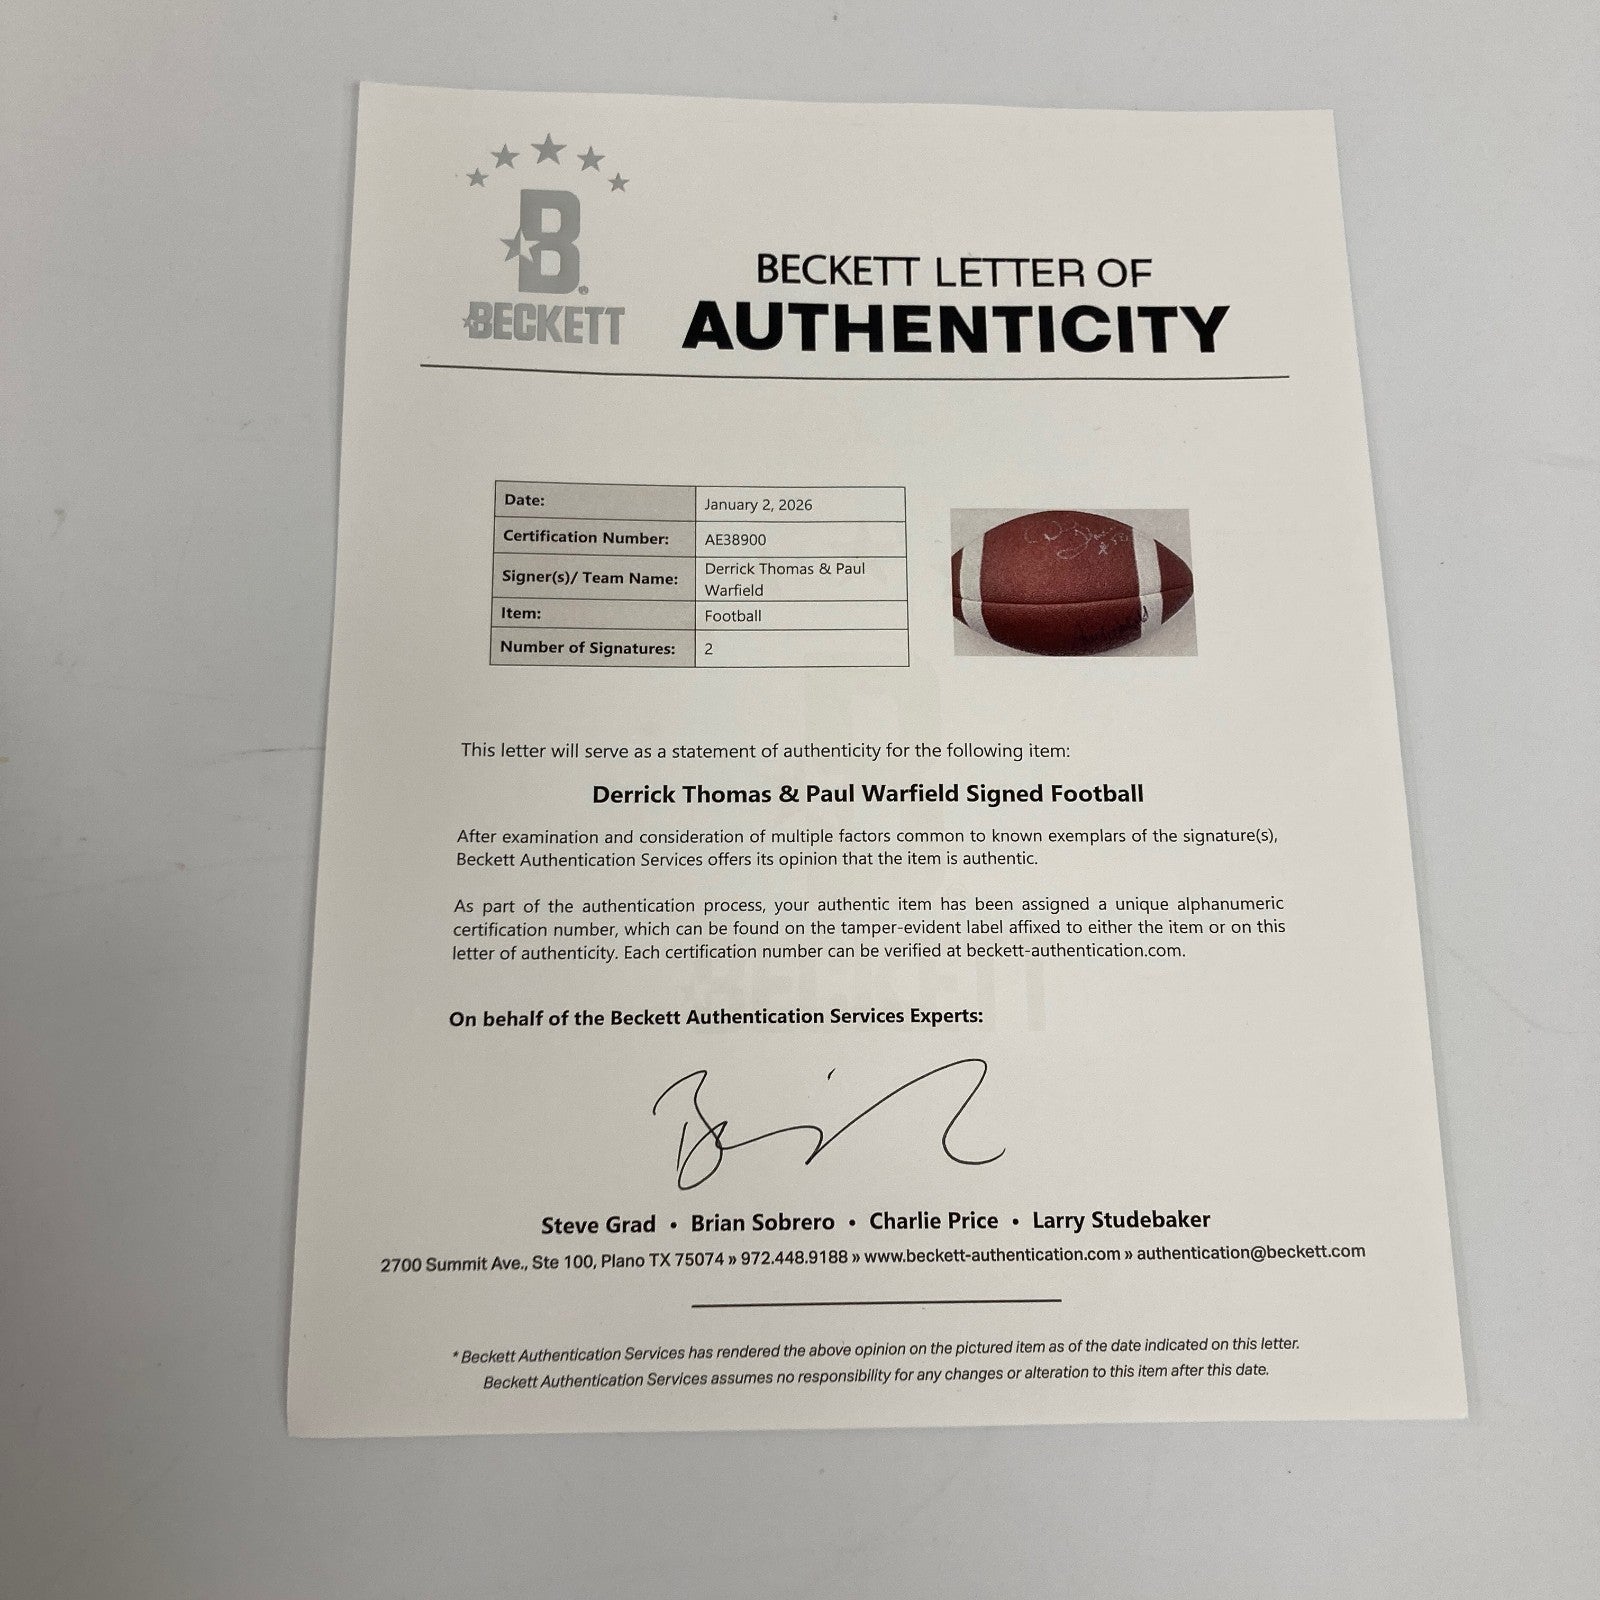 B®
BECKETT
BECKETT LETTER OF
AUTHENTICITY
Date: January 2, 2026
Certification Number: AE38900
Signer(s)/ Team Name: Derrick Thomas & Paul
Warfield
Item: Football
Number of Signatures: 2
This letter will serve as a statement of authenticity for the following item:
Derrick Thomas & Paul Warfield Signed Football
After examination and consideration of multiple factors common to known exemplars of the signature(s),
Beckett Authentication Services offers its opinion that the item is authentic.
As part of the authentication process, your authentic item has been assigned a unique alphanumeric
certification number, which can be found on the tamper-evident label affixed to either the item or on this
letter of authenticity. Each certification number can be verified at beckett-authentication.com.
On behalf of the Beckett Authentication Services Experts:
Steve Grad • Brian Sobrero • Charlie Price • Larry Studebaker
2700 Summit Ave., Ste 100, Plano TX 75074 » 972.448.9188 » www.beckett-authentication.com » authentication@beckett.com
* Beckett Authentication Services has rendered the above opinion on the pictured item as of the date indicated on this letter.
Beckett Authentication Services assumes no responsibility for any changes or alteration to this item after this date.